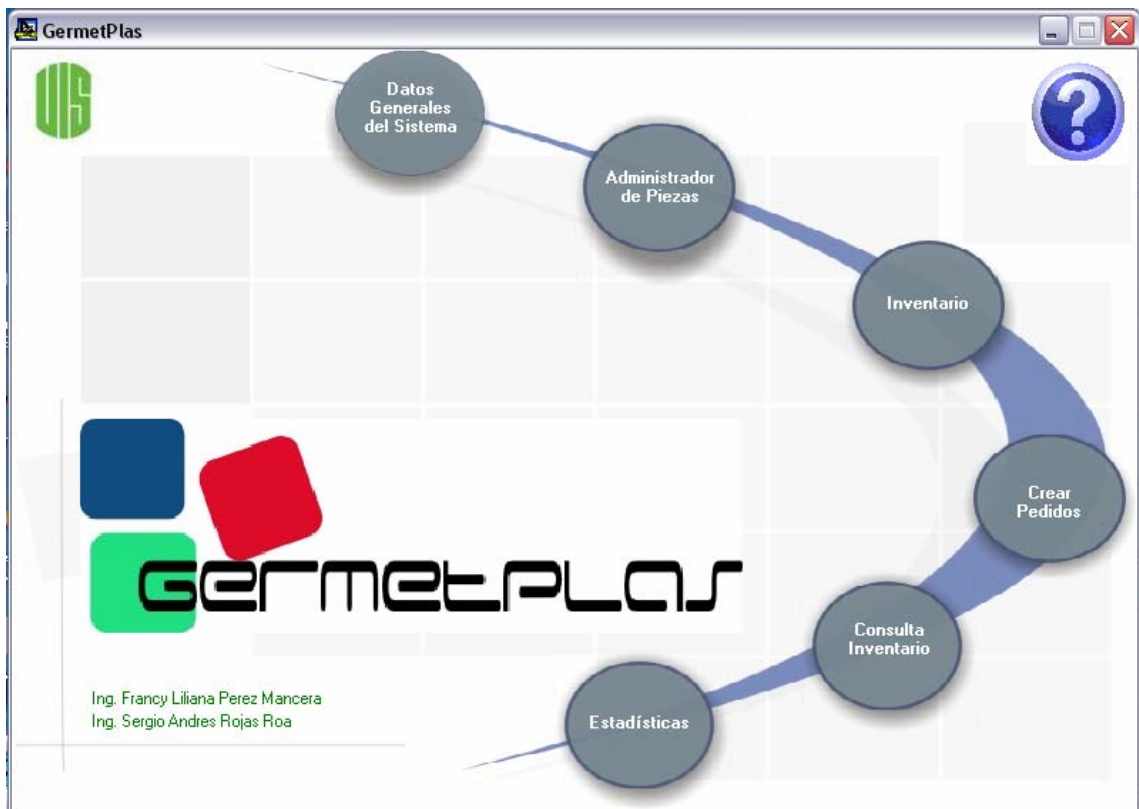 GermetPlas
UIS
?
Datos
Generales
del Sistema
Administrador
de Piezas
Inventario
Crear
Pedidos
Consulta
Inventario
Estadísticas
GermetPlas
Ing. Francy Liliana Perez Mancera
Ing. Sergio Andres Rojas Roa